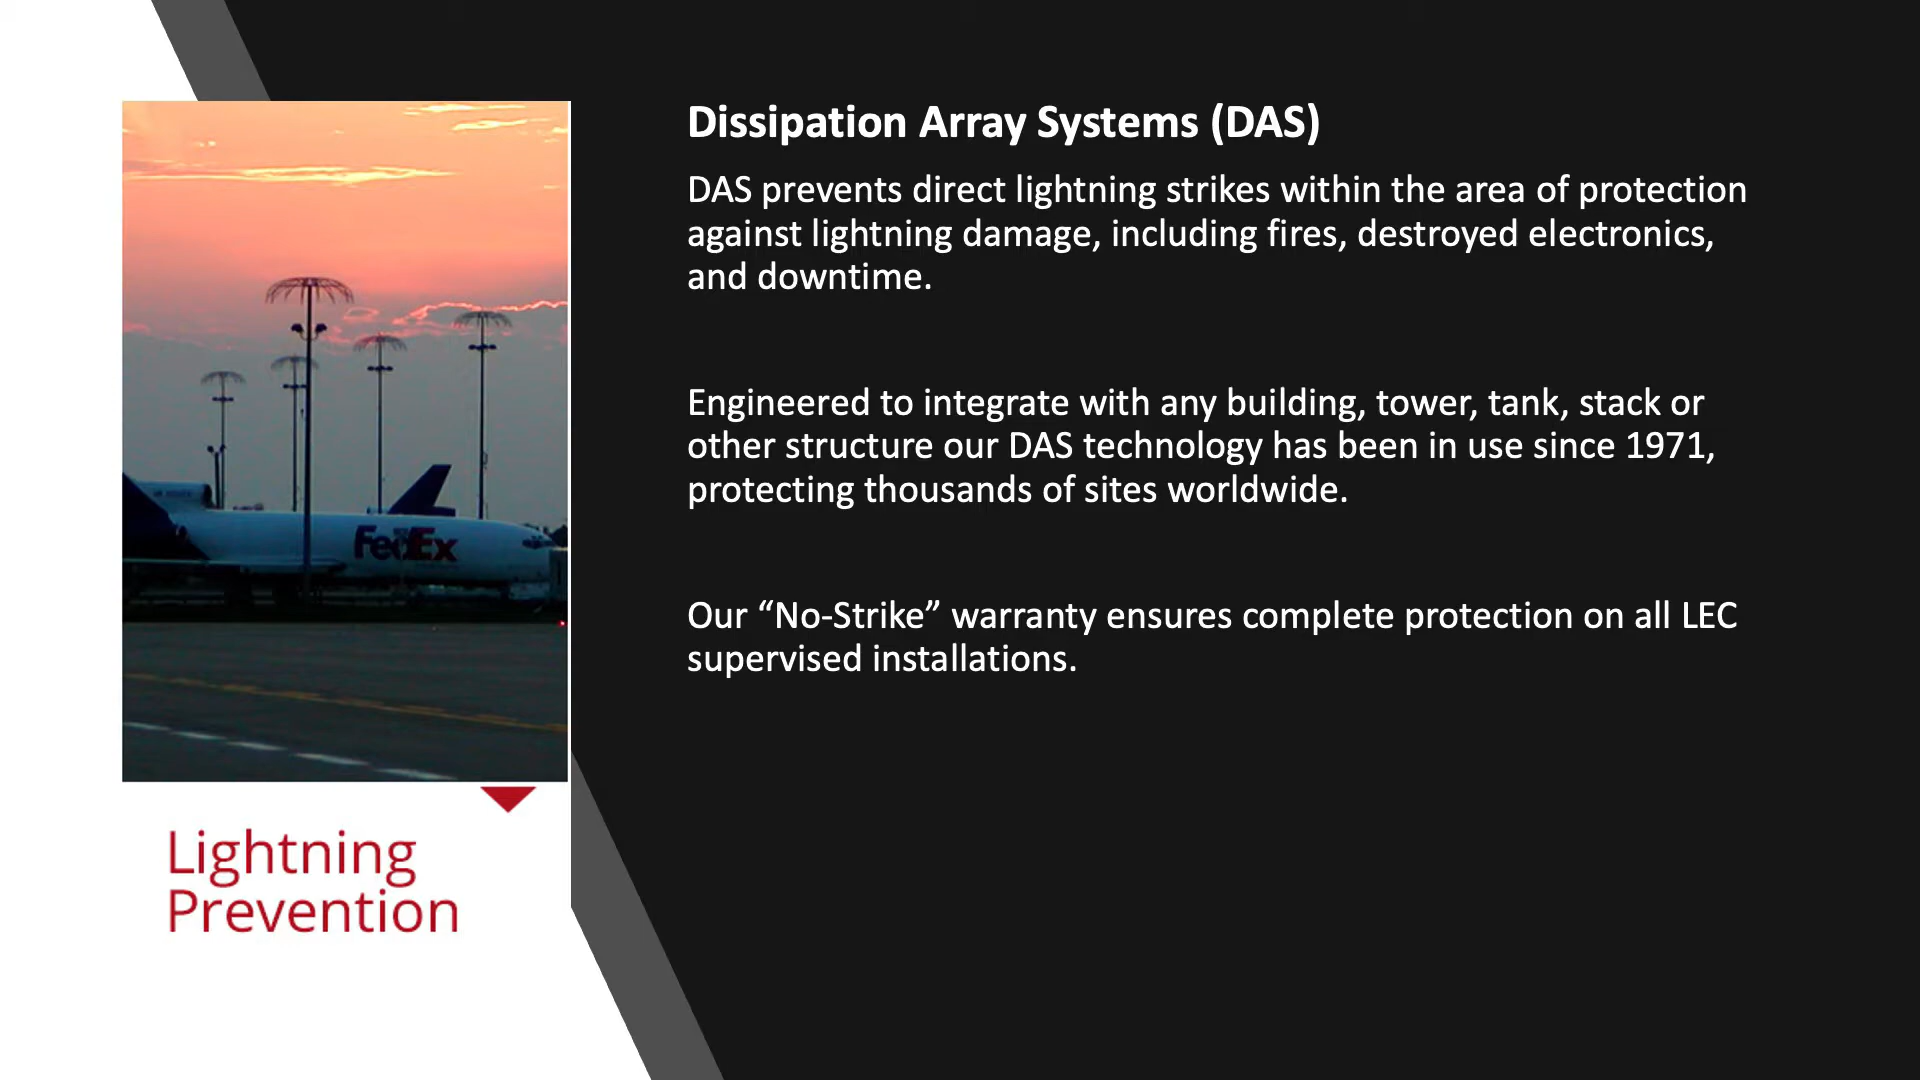 Dissipation Array Systems (DAS)
DAS prevents direct lightning strikes within the area of protection
against lightning damage, including fires, destroyed electronics,
and downtime.
Engineered to integrate with any building, tower, tank, stack or
other structure our DAS technology has been in use since 1971,
protecting thousands of sites worldwide.
Our “No-Strike” warranty ensures complete protection on all LEC
supervised installations.
FedEx
Lightning
Prevention